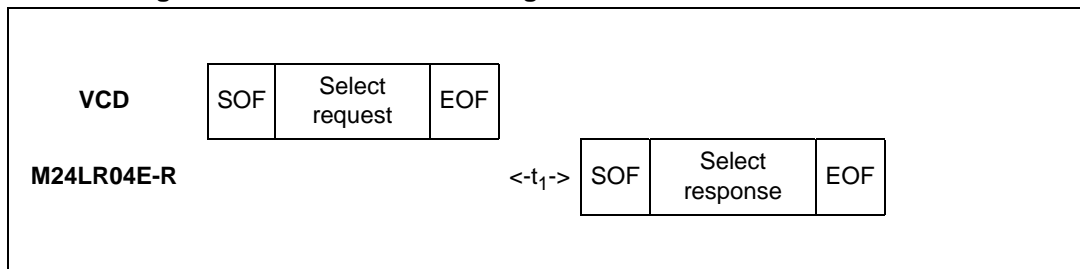 VCD SOF Select request EOF
M24LR04E-R <-t1-> SOF Select response EOF